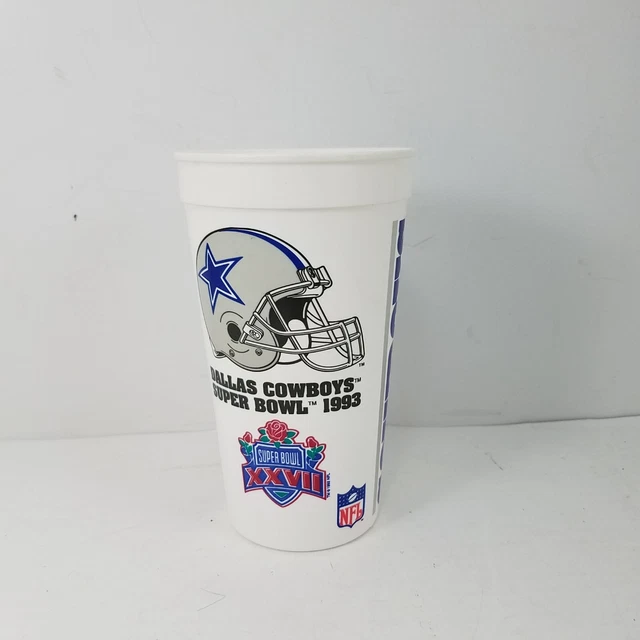 DALLAS COWBOYS™
SUPER BOWL™ 1993
SUPER BOWL
XXVII
NFL